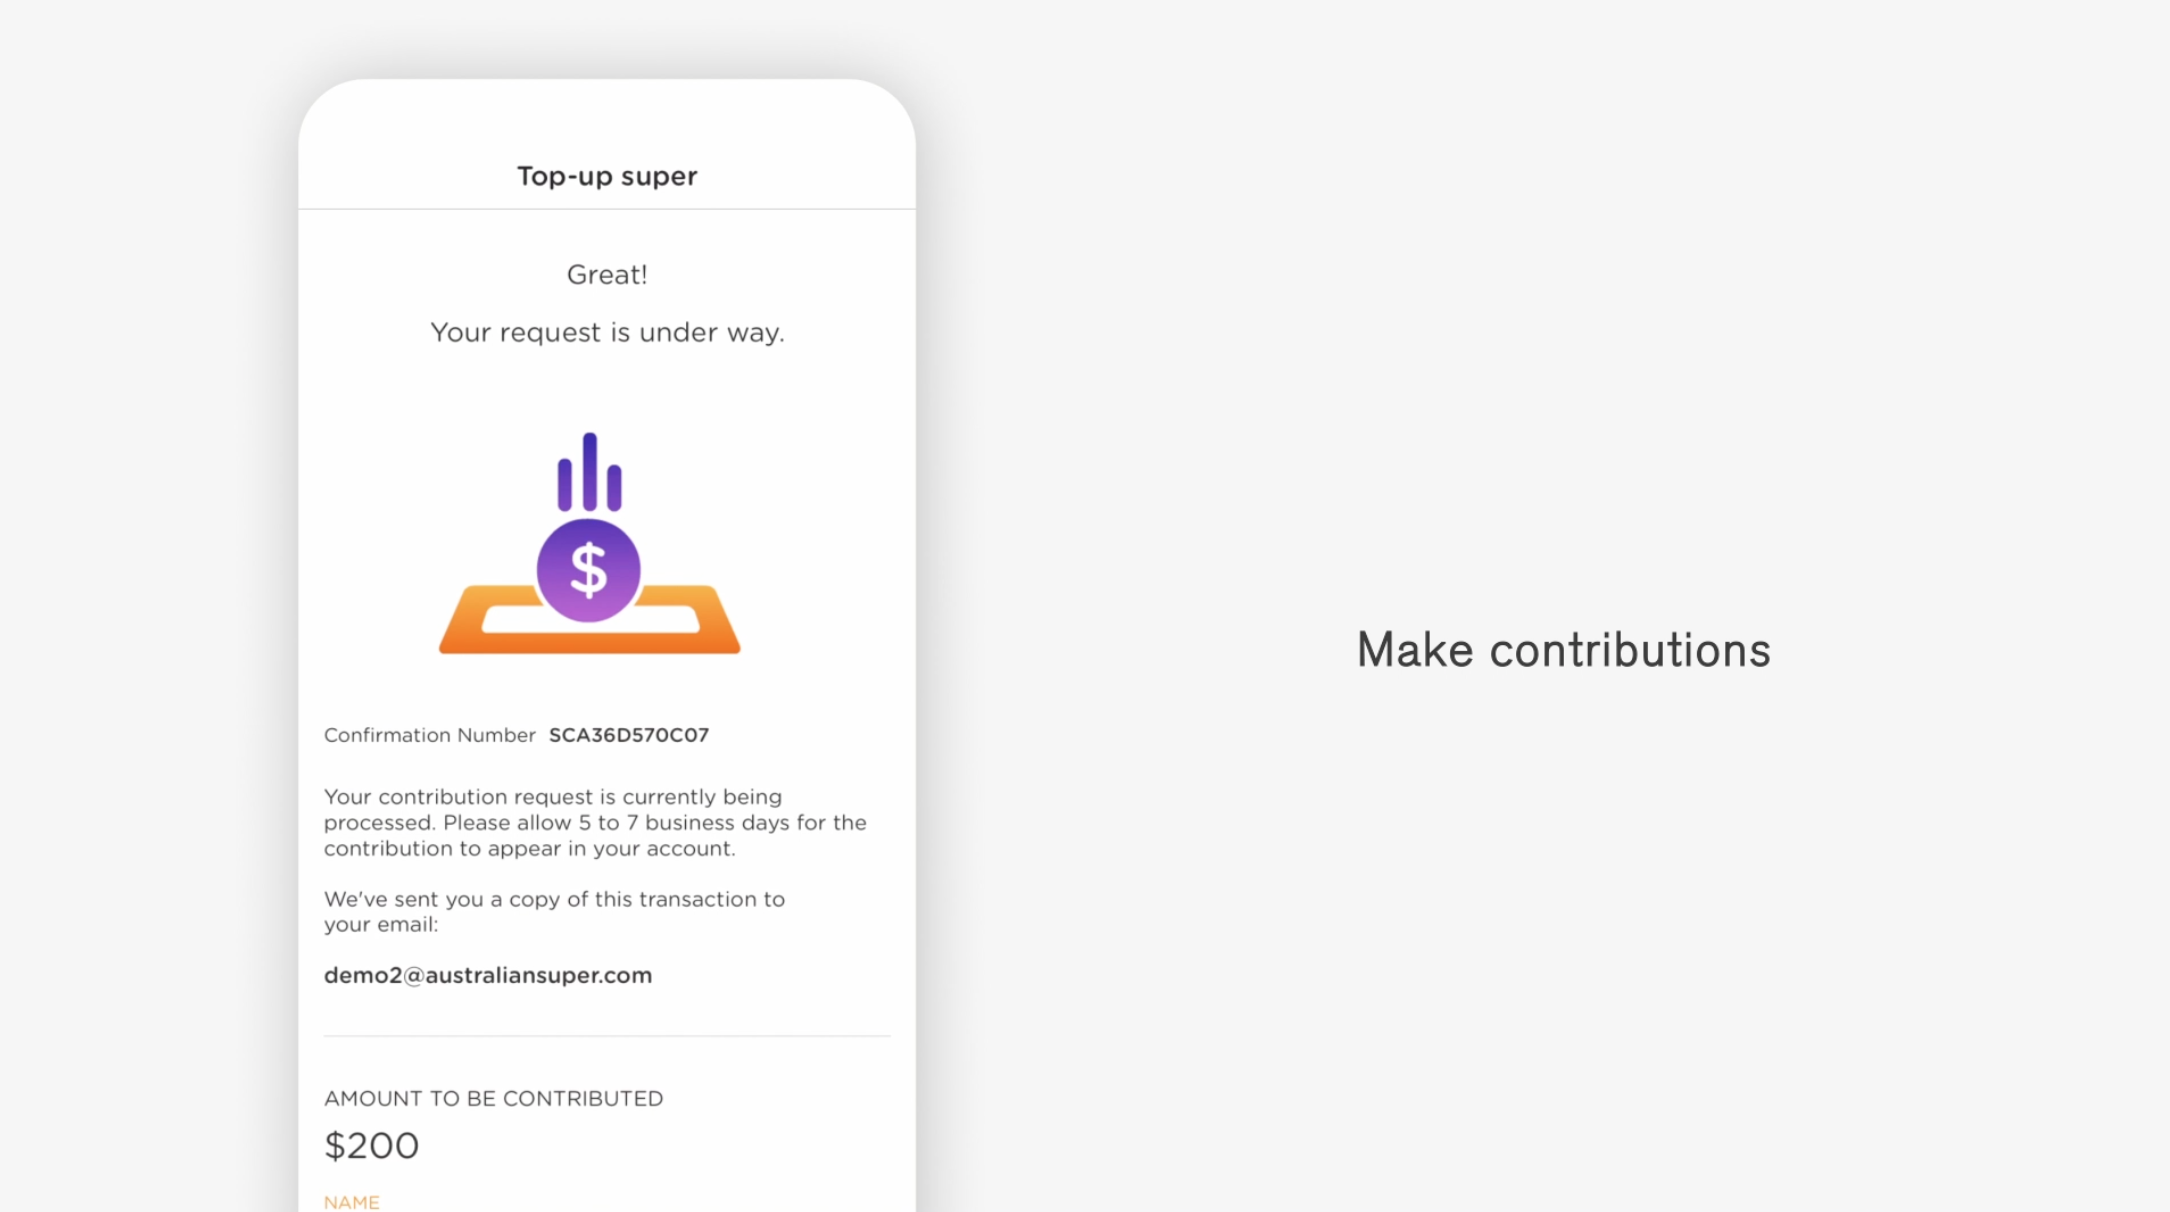 Top-up super
Great!
Your request is under way.
$
Confirmation Number SCA36D570C07
Your contribution request is currently being
processed. Please allow 5 to 7 business days for the
contribution to appear in your account.
We've sent you a copy of this transaction to
your email:
demo2@australiansuper.com
AMOUNT TO BE CONTRIBUTED
$200
NAME
Make contributions